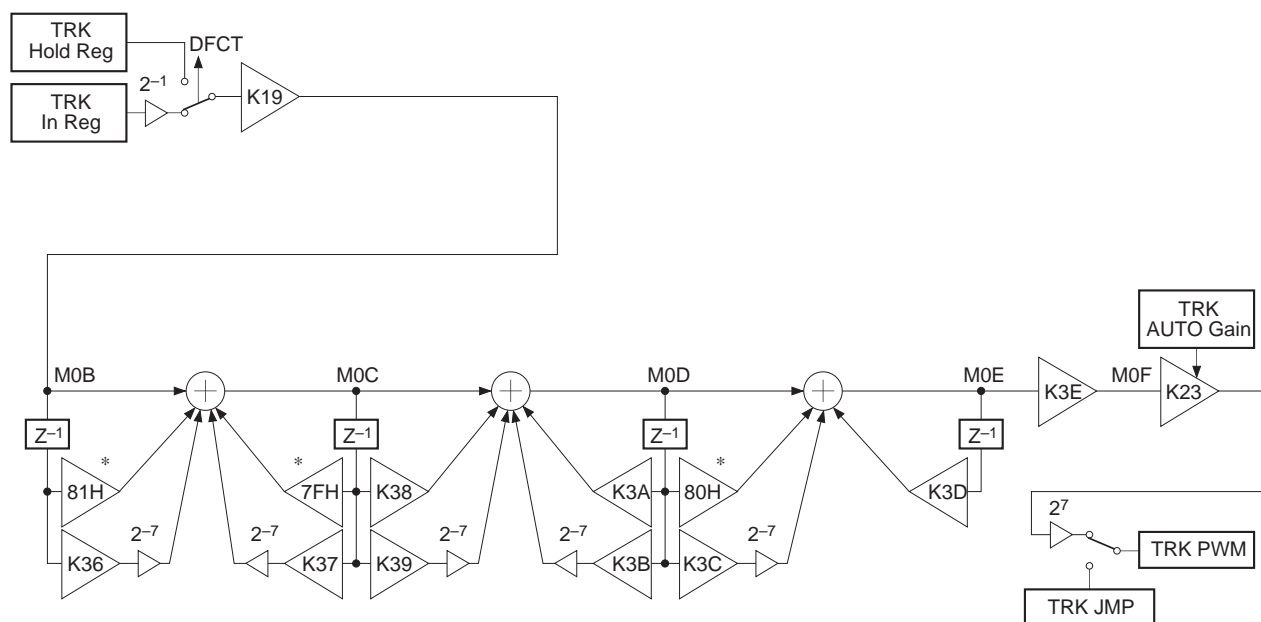 TRK
Hold Reg
DFCT
2–1
TRK
In Reg
K19
TRK
AUTO Gain
M0B
M0C
M0D
M0E
K3E
M0F
K23
Z–1
Z–1
Z–1
Z–1
81H
*
*
7FH
K38
K3A
80H
*
K3D
K36
2–7
2–7
K37
K39
2–7
2–7
K3B
K3C
2–7
27
TRK PWM
TRK JMP